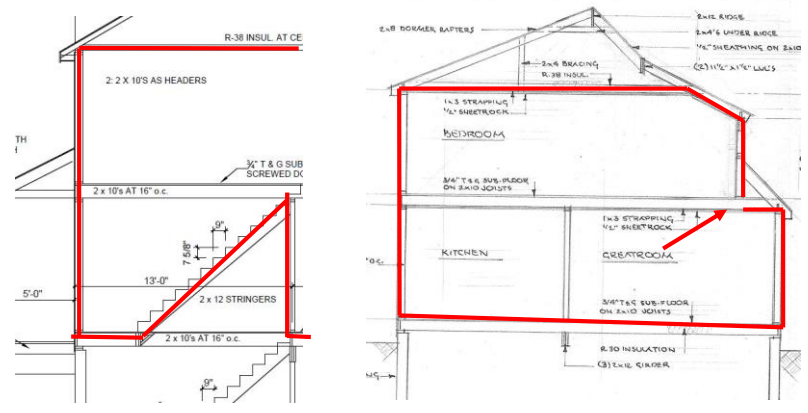 R-38 INSUL. AT CE
2: 2 X 10'S AS HEADERS
TH
¾" T & G SUB
SCREWED DO
2 x 10's AT 16" o.c.
9"
7 5/8"
13'-0"
5'-0"
2 x 12 STRINGERS
2 x 10's AT 16" o.c.
9"
2x12 RIDGE
2x8 DORMER RAFTERS
2x4'S UNDER RIDGE
½" SHEATHING ON 2x10
2x4 BRACING
R-38 INSUL.
1x3 STRAPPING
½" SHEETROCK
BEDROOM
3/4" T&G SUB-FLOOR
ON 2x10 JOISTS
1x3 STRAPPING
½" SHEETROCK
KITCHEN
GREATROOM
O.C.
3/4" T&G SUB-FLOOR
ON 2x10 JOISTS
R-30 INSULATION
(3) 2x12 GIRDER
NG